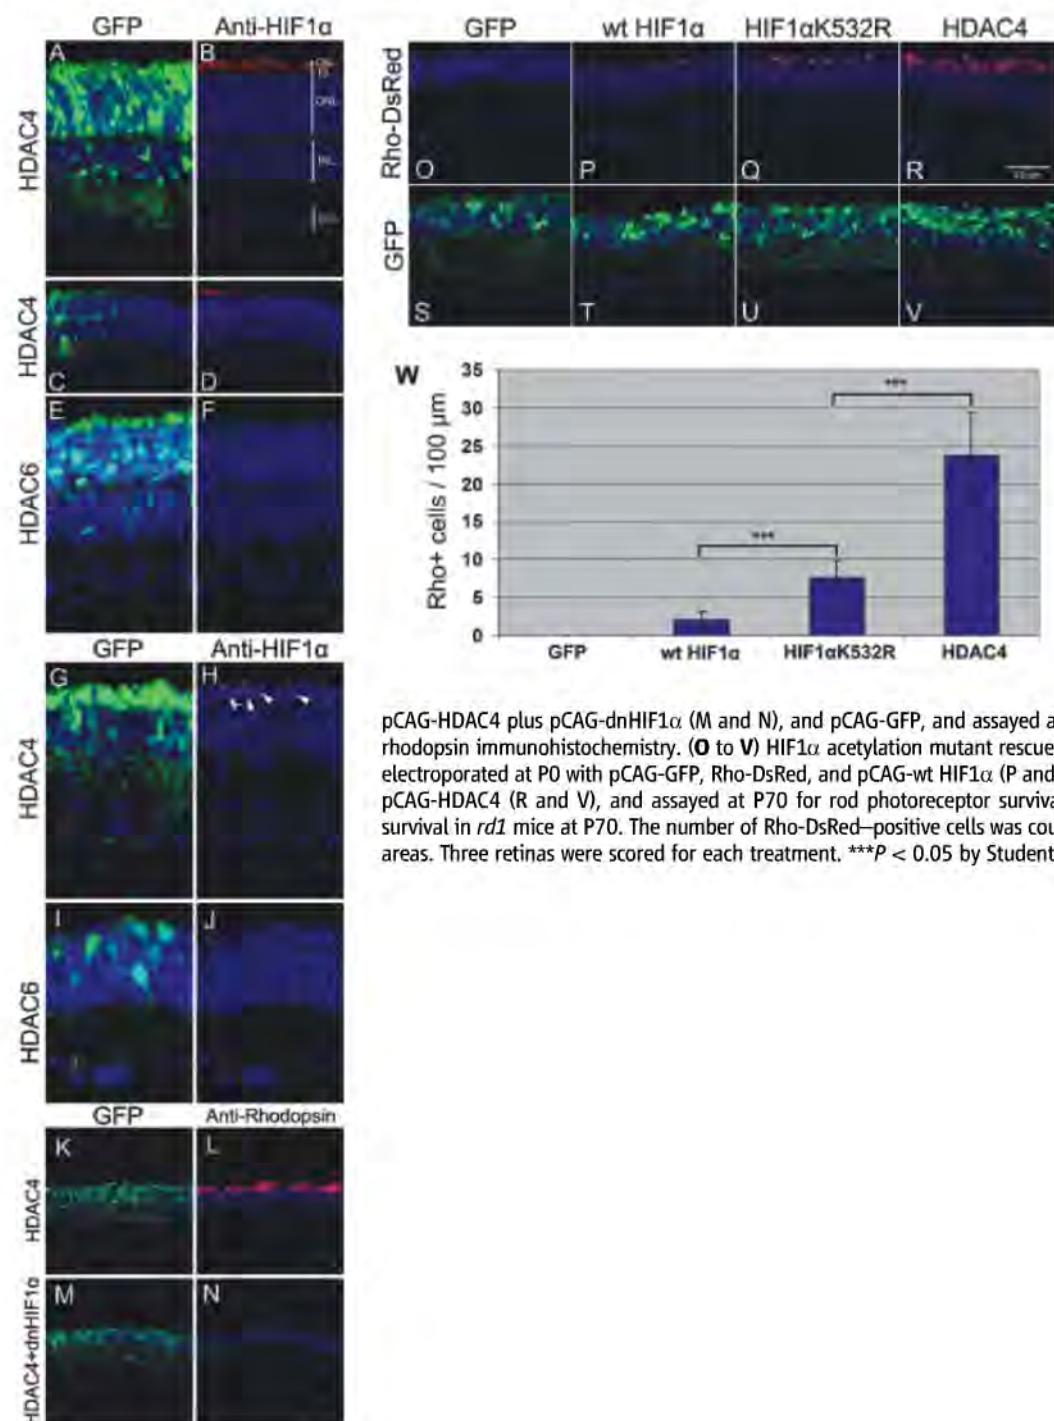 GFP Anti-HIF1α
HDAC4
A B
ONL
INL
HDAC4
C D
HDAC6
E F
GFP Anti-HIF1α
HDAC4
G H
HDAC6
I J
GFP Anti-Rhodopsin
HDAC4
K L
HDAC4+dnHIF1α
M N
GFP wt HIF1α HIF1αK532R HDAC4
Rho-DsRed
O P Q R
GFP
S T U V
W
Rho+ cells / 100 µm
35
30
25
20
15
10
5
0
***
***
GFP wt HIF1α HIF1αK532R HDAC4
pCAG-HDAC4 plus pCAG-dnHIF1α (M and N), and pCAG-GFP, and assayed a
rhodopsin immunohistochemistry. (O to V) HIF1α acetylation mutant rescue
electroporated at P0 with pCAG-GFP, Rho-DsRed, and pCAG-wt HIF1α (P and
pCAG-HDAC4 (R and V), and assayed at P70 for rod photoreceptor surviva
survival in rd1 mice at P70. The number of Rho-DsRed–positive cells was cou
areas. Three retinas were scored for each treatment. ***P < 0.05 by Student